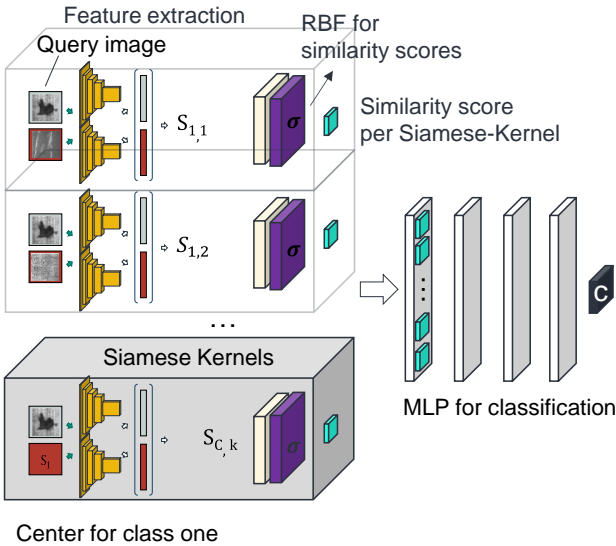 Feature extraction
Query image
RBF for
similarity scores
S1,1
σ
Similarity score
per Siamese-Kernel
S1,2
σ
...
Siamese Kernels
C
MLP for classification
SC,k
σ
S1
Center for class one